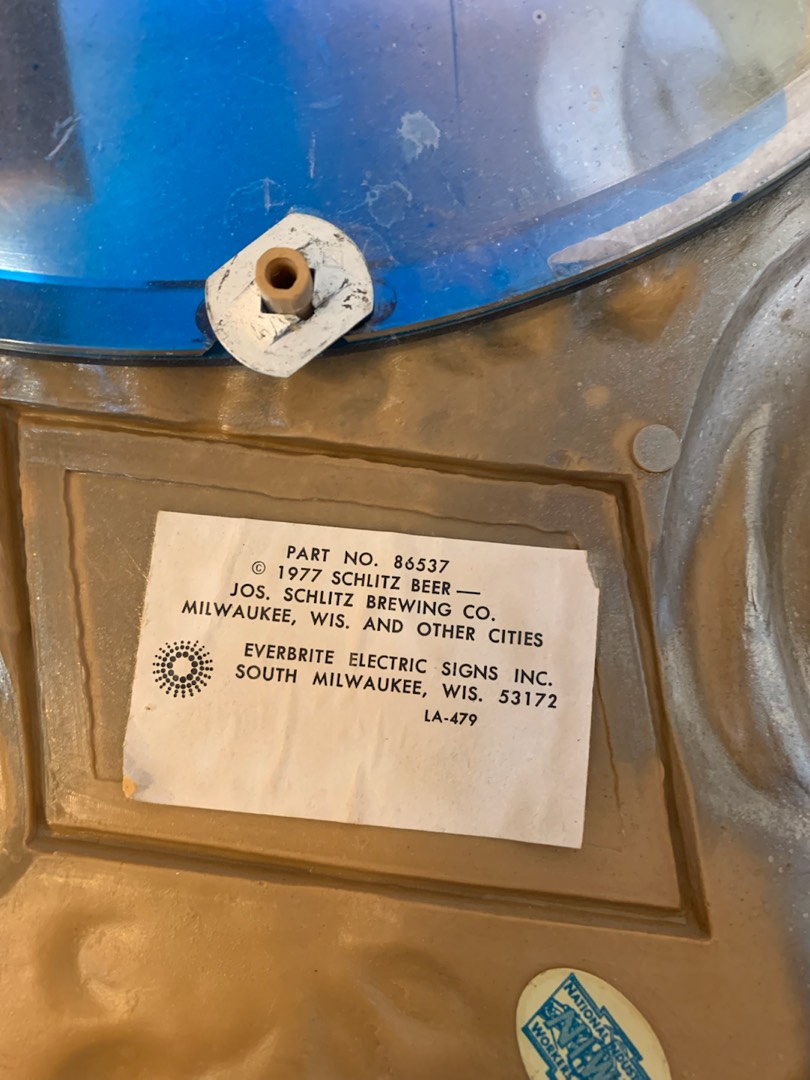 PART NO. 86537
© 1977 SCHLITZ BEER—
JOS. SCHLITZ BREWING CO.
MILWAUKEE, WIS. AND OTHER CITIES
EVERBRITE ELECTRIC SIGNS INC.
SOUTH MILWAUKEE, WIS. 53172
LA-479
NATIONAL
WORKERS